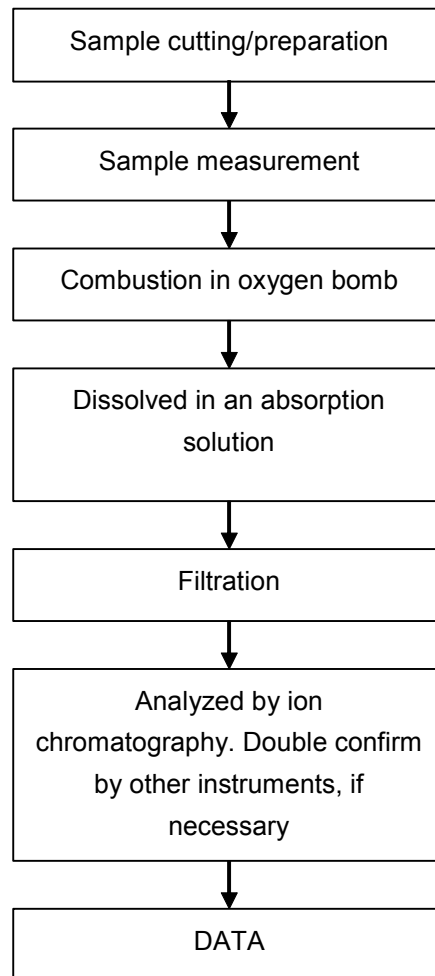 Sample cutting/preparation
Sample measurement
Combustion in oxygen bomb
Dissolved in an absorption
solution
Filtration
Analyzed by ion
chromatography. Double confirm
by other instruments, if
necessary
DATA